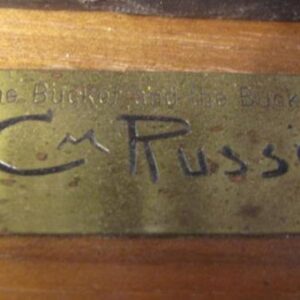 he Bucker and the Buck
CM Russ